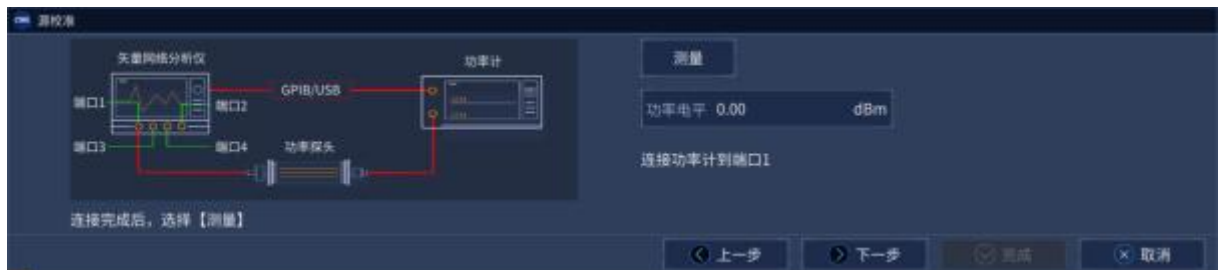 源校准
矢量网络分析仪
功率计
GPIB/USB
端口1
端口2
端口3
端口4
功率探头
连接完成后，选择【测量】
测量
功率电平 0.00 dBm
连接功率计到端口1
上一步
下一步
完成
取消